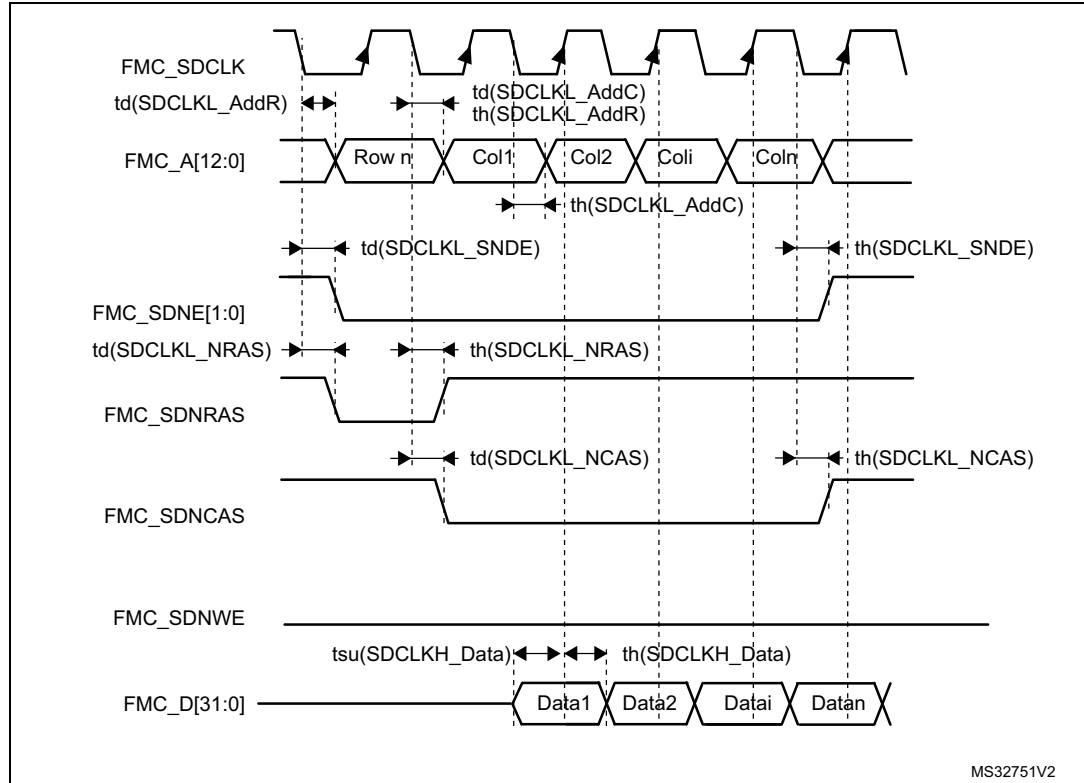 FMC_SDCLK
td(SDCLKL_AddR)
td(SDCLKL_AddC)
th(SDCLKL_AddR)
FMC_A[12:0]
Row n
Col1
Col2
Coli
Coln
th(SDCLKL_AddC)
td(SDCLKL_SNDE)
th(SDCLKL_SNDE)
FMC_SDNE[1:0]
td(SDCLKL_NRAS)
th(SDCLKL_NRAS)
FMC_SDNRAS
td(SDCLKL_NCAS)
th(SDCLKL_NCAS)
FMC_SDNCAS
FMC_SDNWE
tsu(SDCLKH_Data)
th(SDCLKH_Data)
FMC_D[31:0]
Data1
Data2
Datai
Datan
MS32751V2